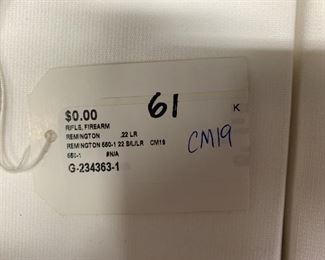 $0.00 61 K
RIFLE, FIREARM
REMINGTON .22 LR
REMINGTON 550-1 22 S/L/LR CM19
550-1 #N/A
G-234363-1
CM19